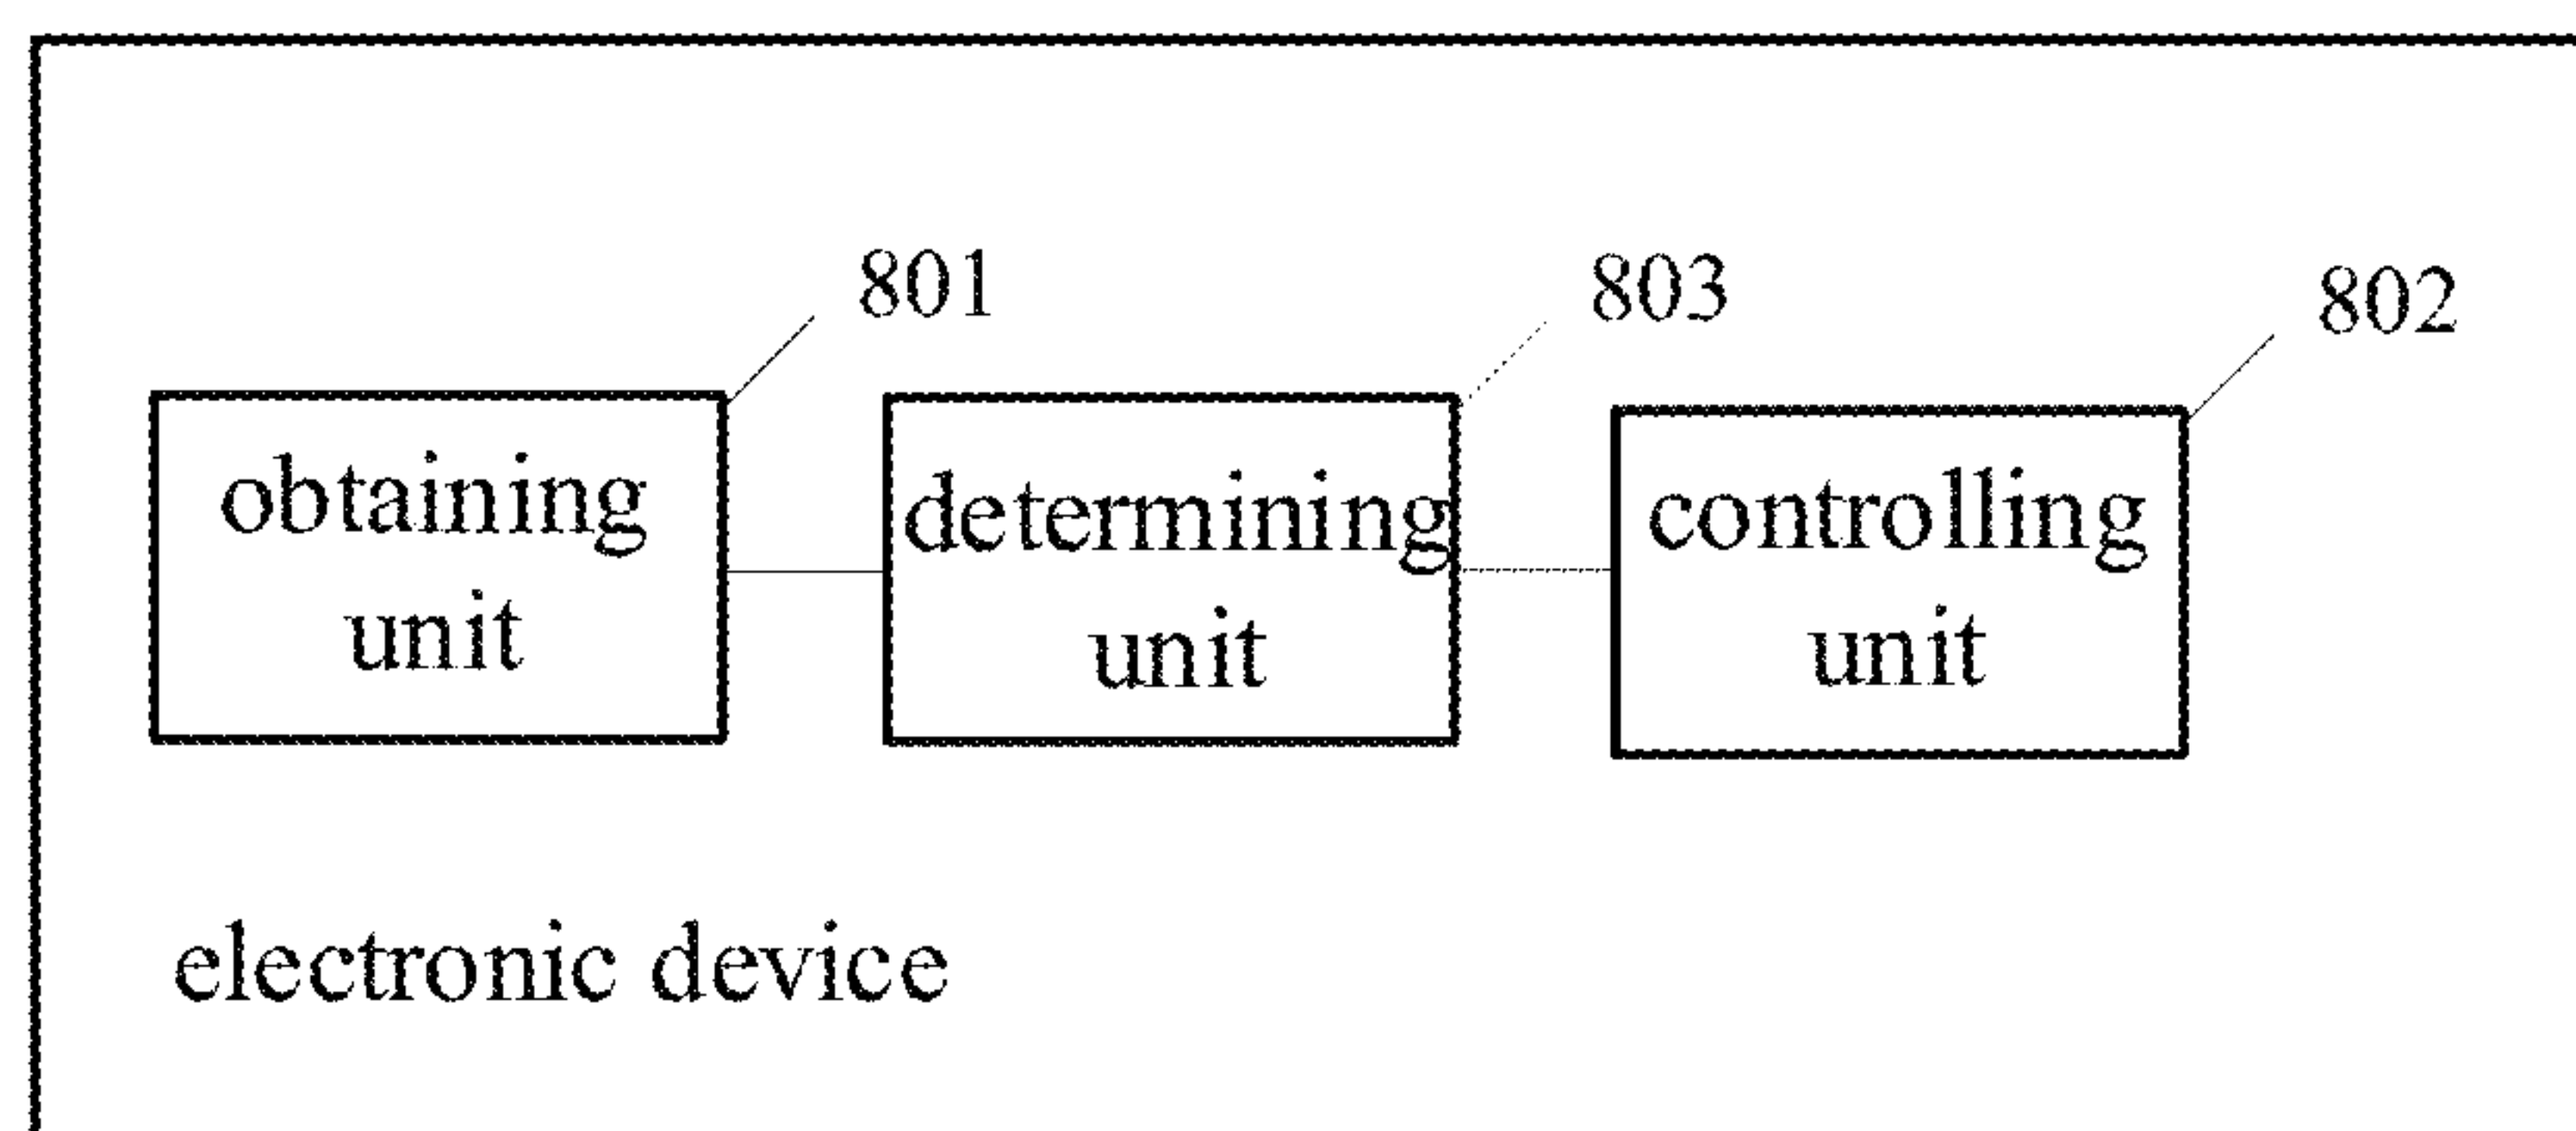 801
803
802
obtaining
unit
determining
unit
controlling
unit
electronic device